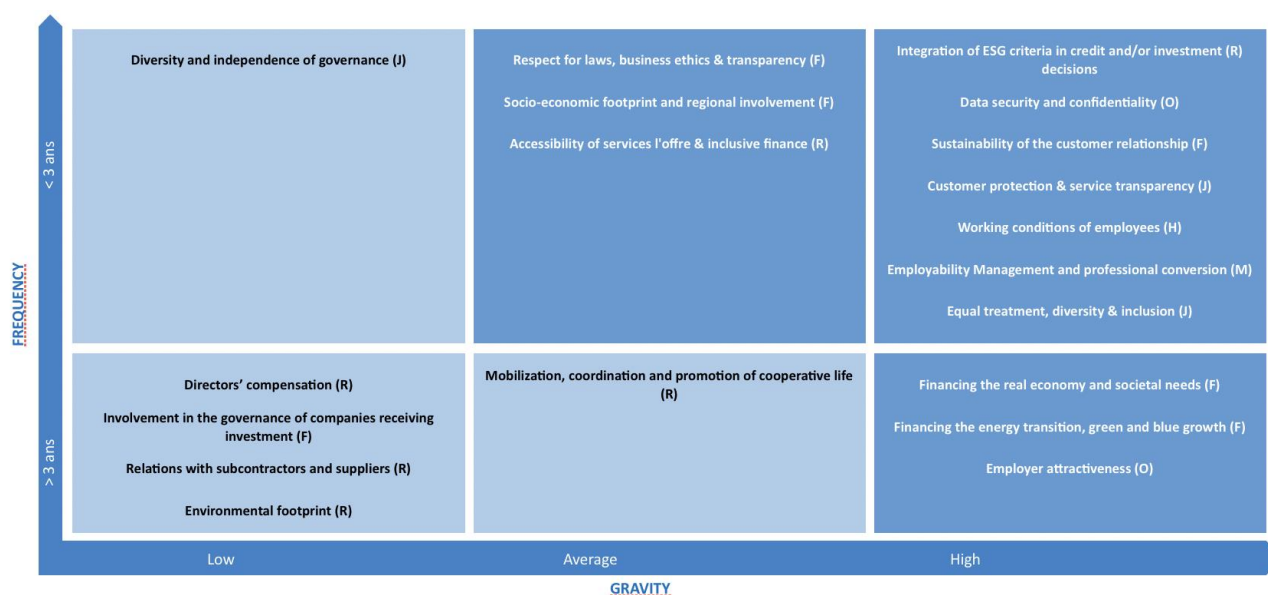 FREQUENCY
< 3 ans
> 3 ans
Diversity and independence of governance (J)
Respect for laws, business ethics & transparency (F)
Socio-economic footprint and regional involvement (F)
Accessibility of services l'offre & inclusive finance (R)
Integration of ESG criteria in credit and/or investment (R)
decisions
Data security and confidentiality (O)
Sustainability of the customer relationship (F)
Customer protection & service transparency (J)
Working conditions of employees (H)
Employability Management and professional conversion (M)
Equal treatment, diversity & inclusion (J)
Directors’ compensation (R)
Involvement in the governance of companies receiving
investment (F)
Relations with subcontractors and suppliers (R)
Environmental footprint (R)
Mobilization, coordination and promotion of cooperative life
(R)
Financing the real economy and societal needs (F)
Financing the energy transition, green and blue growth (F)
Employer attractiveness (O)
Low
Average
High
GRAVITY